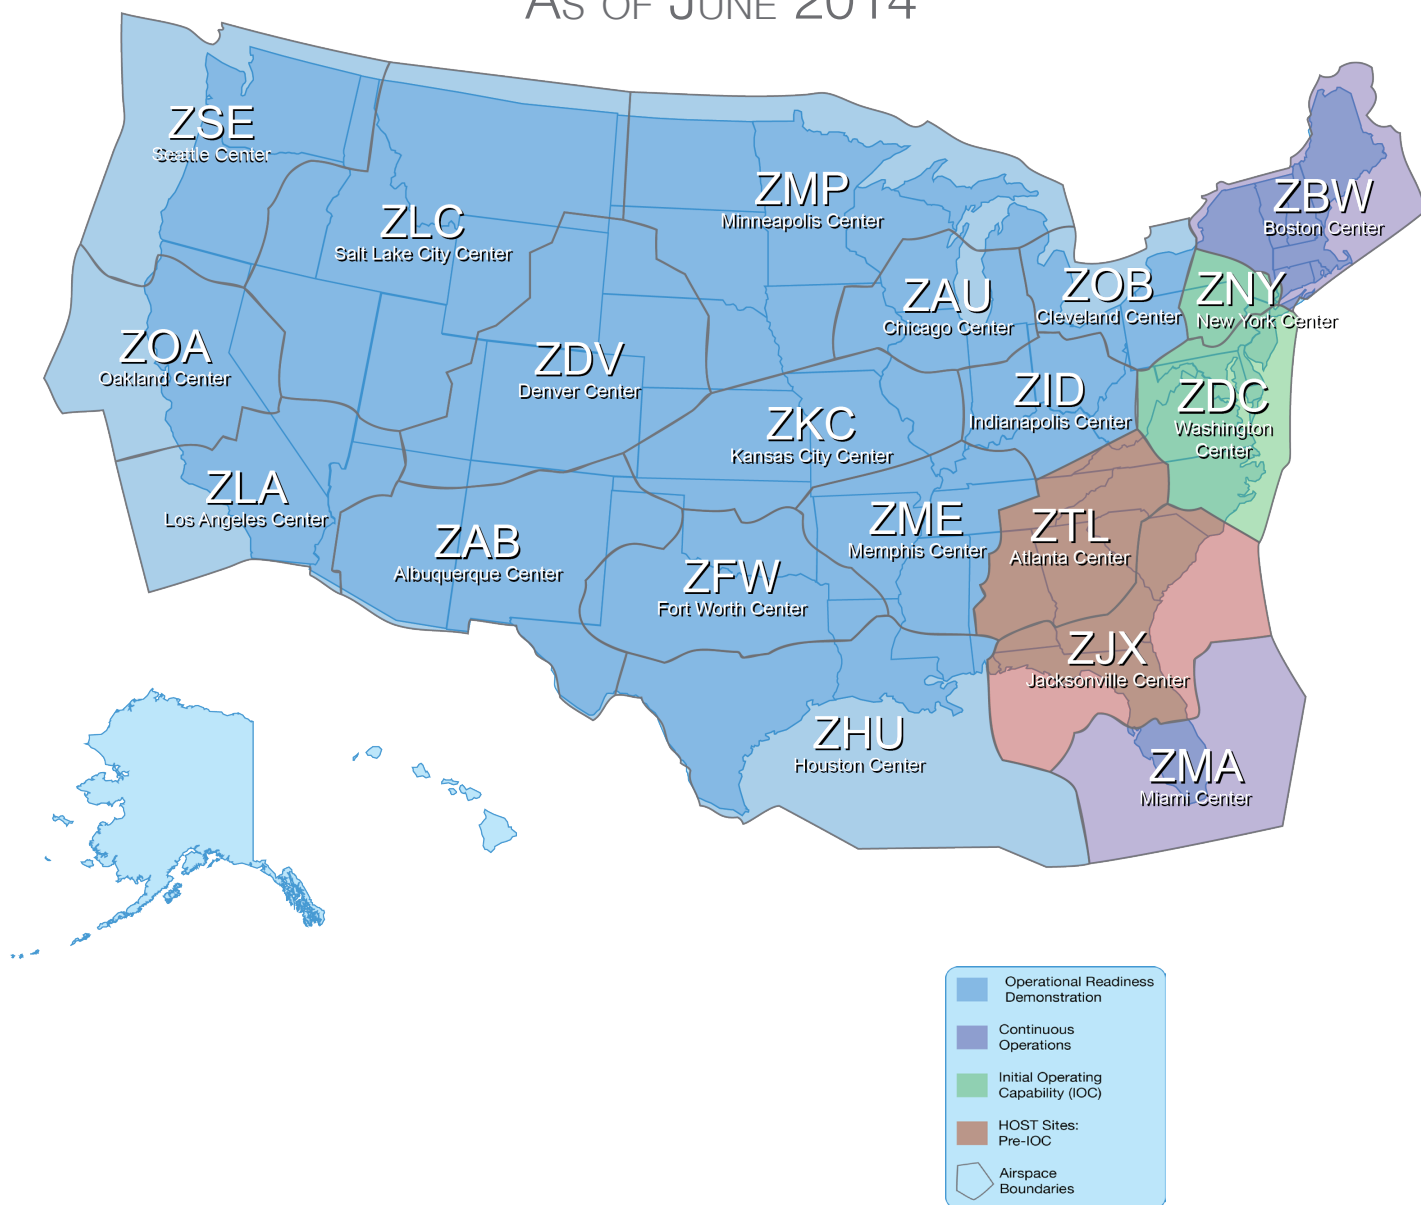 As of June 2014
ZSE
Seattle Center
ZLC
Salt Lake City Center
ZMP
Minneapolis Center
ZBW
Boston Center
ZAU
Chicago Center
ZOB
Cleveland Center
ZNY
New York Center
ZOA
Oakland Center
ZDV
Denver Center
ZKC
Kansas City Center
ZID
Indianapolis Center
ZDC
Washington
Center
ZLA
Los Angeles Center
ZAB
Albuquerque Center
ZFW
Fort Worth Center
ZME
Memphis Center
ZTL
Atlanta Center
ZJX
Jacksonville Center
ZHU
Houston Center
ZMA
Miami Center
Operational Readiness
Demonstration
Continuous
Operations
Initial Operating
Capability (IOC)
HOST Sites:
Pre-IOC
Airspace
Boundaries